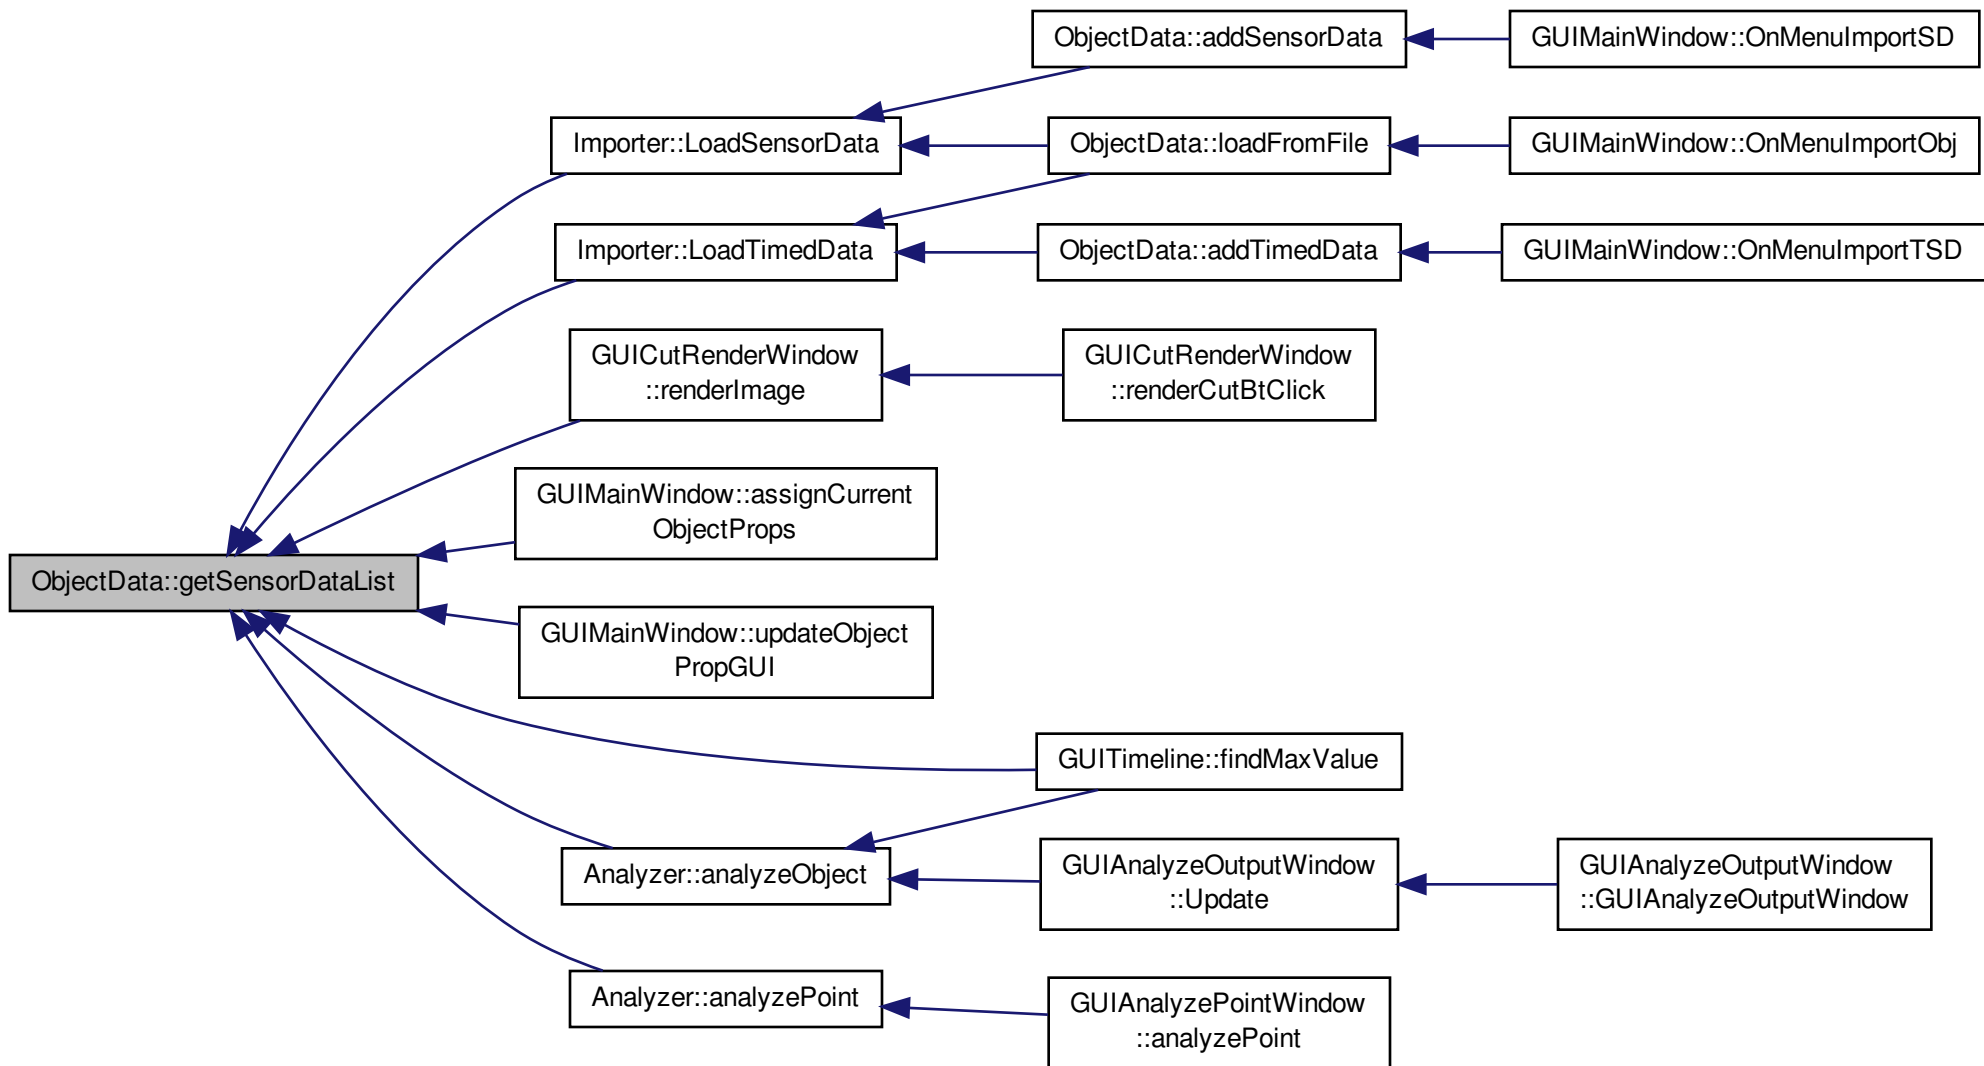 ObjectData::addSensorData
GUIMainWindow::OnMenuImportSD
Importer::LoadSensorData
ObjectData::loadFromFile
GUIMainWindow::OnMenuImportObj
Importer::LoadTimedData
ObjectData::addTimedData
GUIMainWindow::OnMenuImportTSD
GUICutRenderWindow
::renderImage
GUICutRenderWindow
::renderCutBtClick
GUIMainWindow::assignCurrent
ObjectProps
ObjectData::getSensorDataList
GUIMainWindow::updateObject
PropGUI
GUITimeline::findMaxValue
Analyzer::analyzeObject
GUIAnalyzeOutputWindow
::Update
GUIAnalyzeOutputWindow
::GUIAnalyzeOutputWindow
Analyzer::analyzePoint
GUIAnalyzePointWindow
::analyzePoint